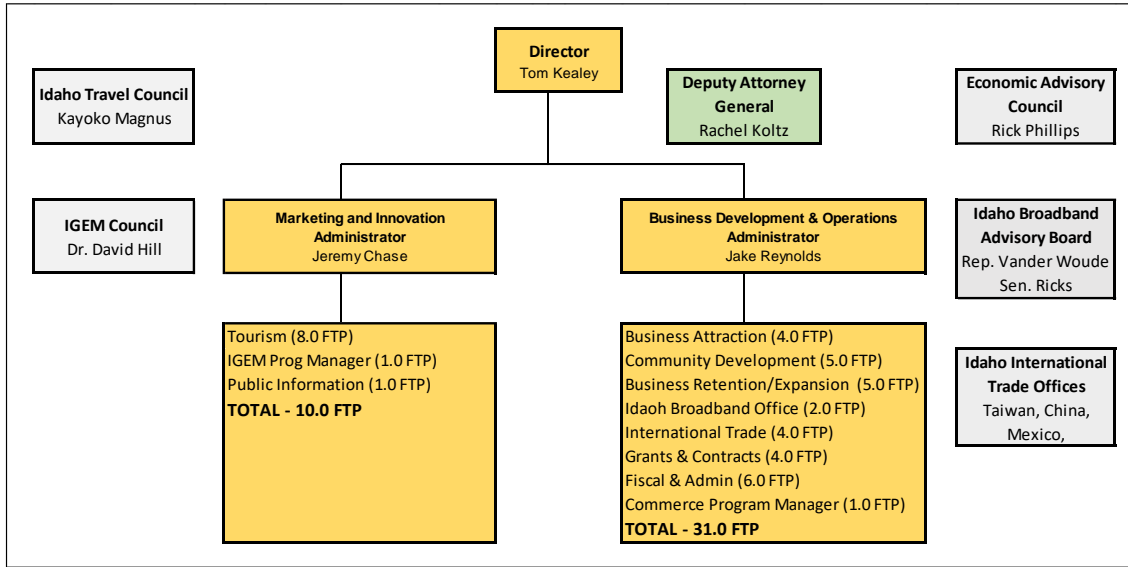 Director
Tom Kealey
Idaho Travel Council
Kayoko Magnus
Deputy Attorney
General
Rachel Koltz
Economic Advisory
Council
Rick Phillips
IGEM Council
Dr. David Hill
Marketing and Innovation
Administrator
Jeremy Chase
Business Development & Operations
Administrator
Jake Reynolds
Idaho Broadband
Advisory Board
Rep. Vander Woude
Sen. Ricks
Tourism (8.0 FTP)
IGEM Prog Manager (1.0 FTP)
Public Information (1.0 FTP)
TOTAL - 10.0 FTP
Business Attraction (4.0 FTP)
Community Development (5.0 FTP)
Business Retention/Expansion (5.0 FTP)
Idaoh Broadband Office (2.0 FTP)
International Trade (4.0 FTP)
Grants & Contracts (4.0 FTP)
Fiscal & Admin (6.0 FTP)
Commerce Program Manager (1.0 FTP)
TOTAL - 31.0 FTP
Idaho International
Trade Offices
Taiwan, China,
Mexico,